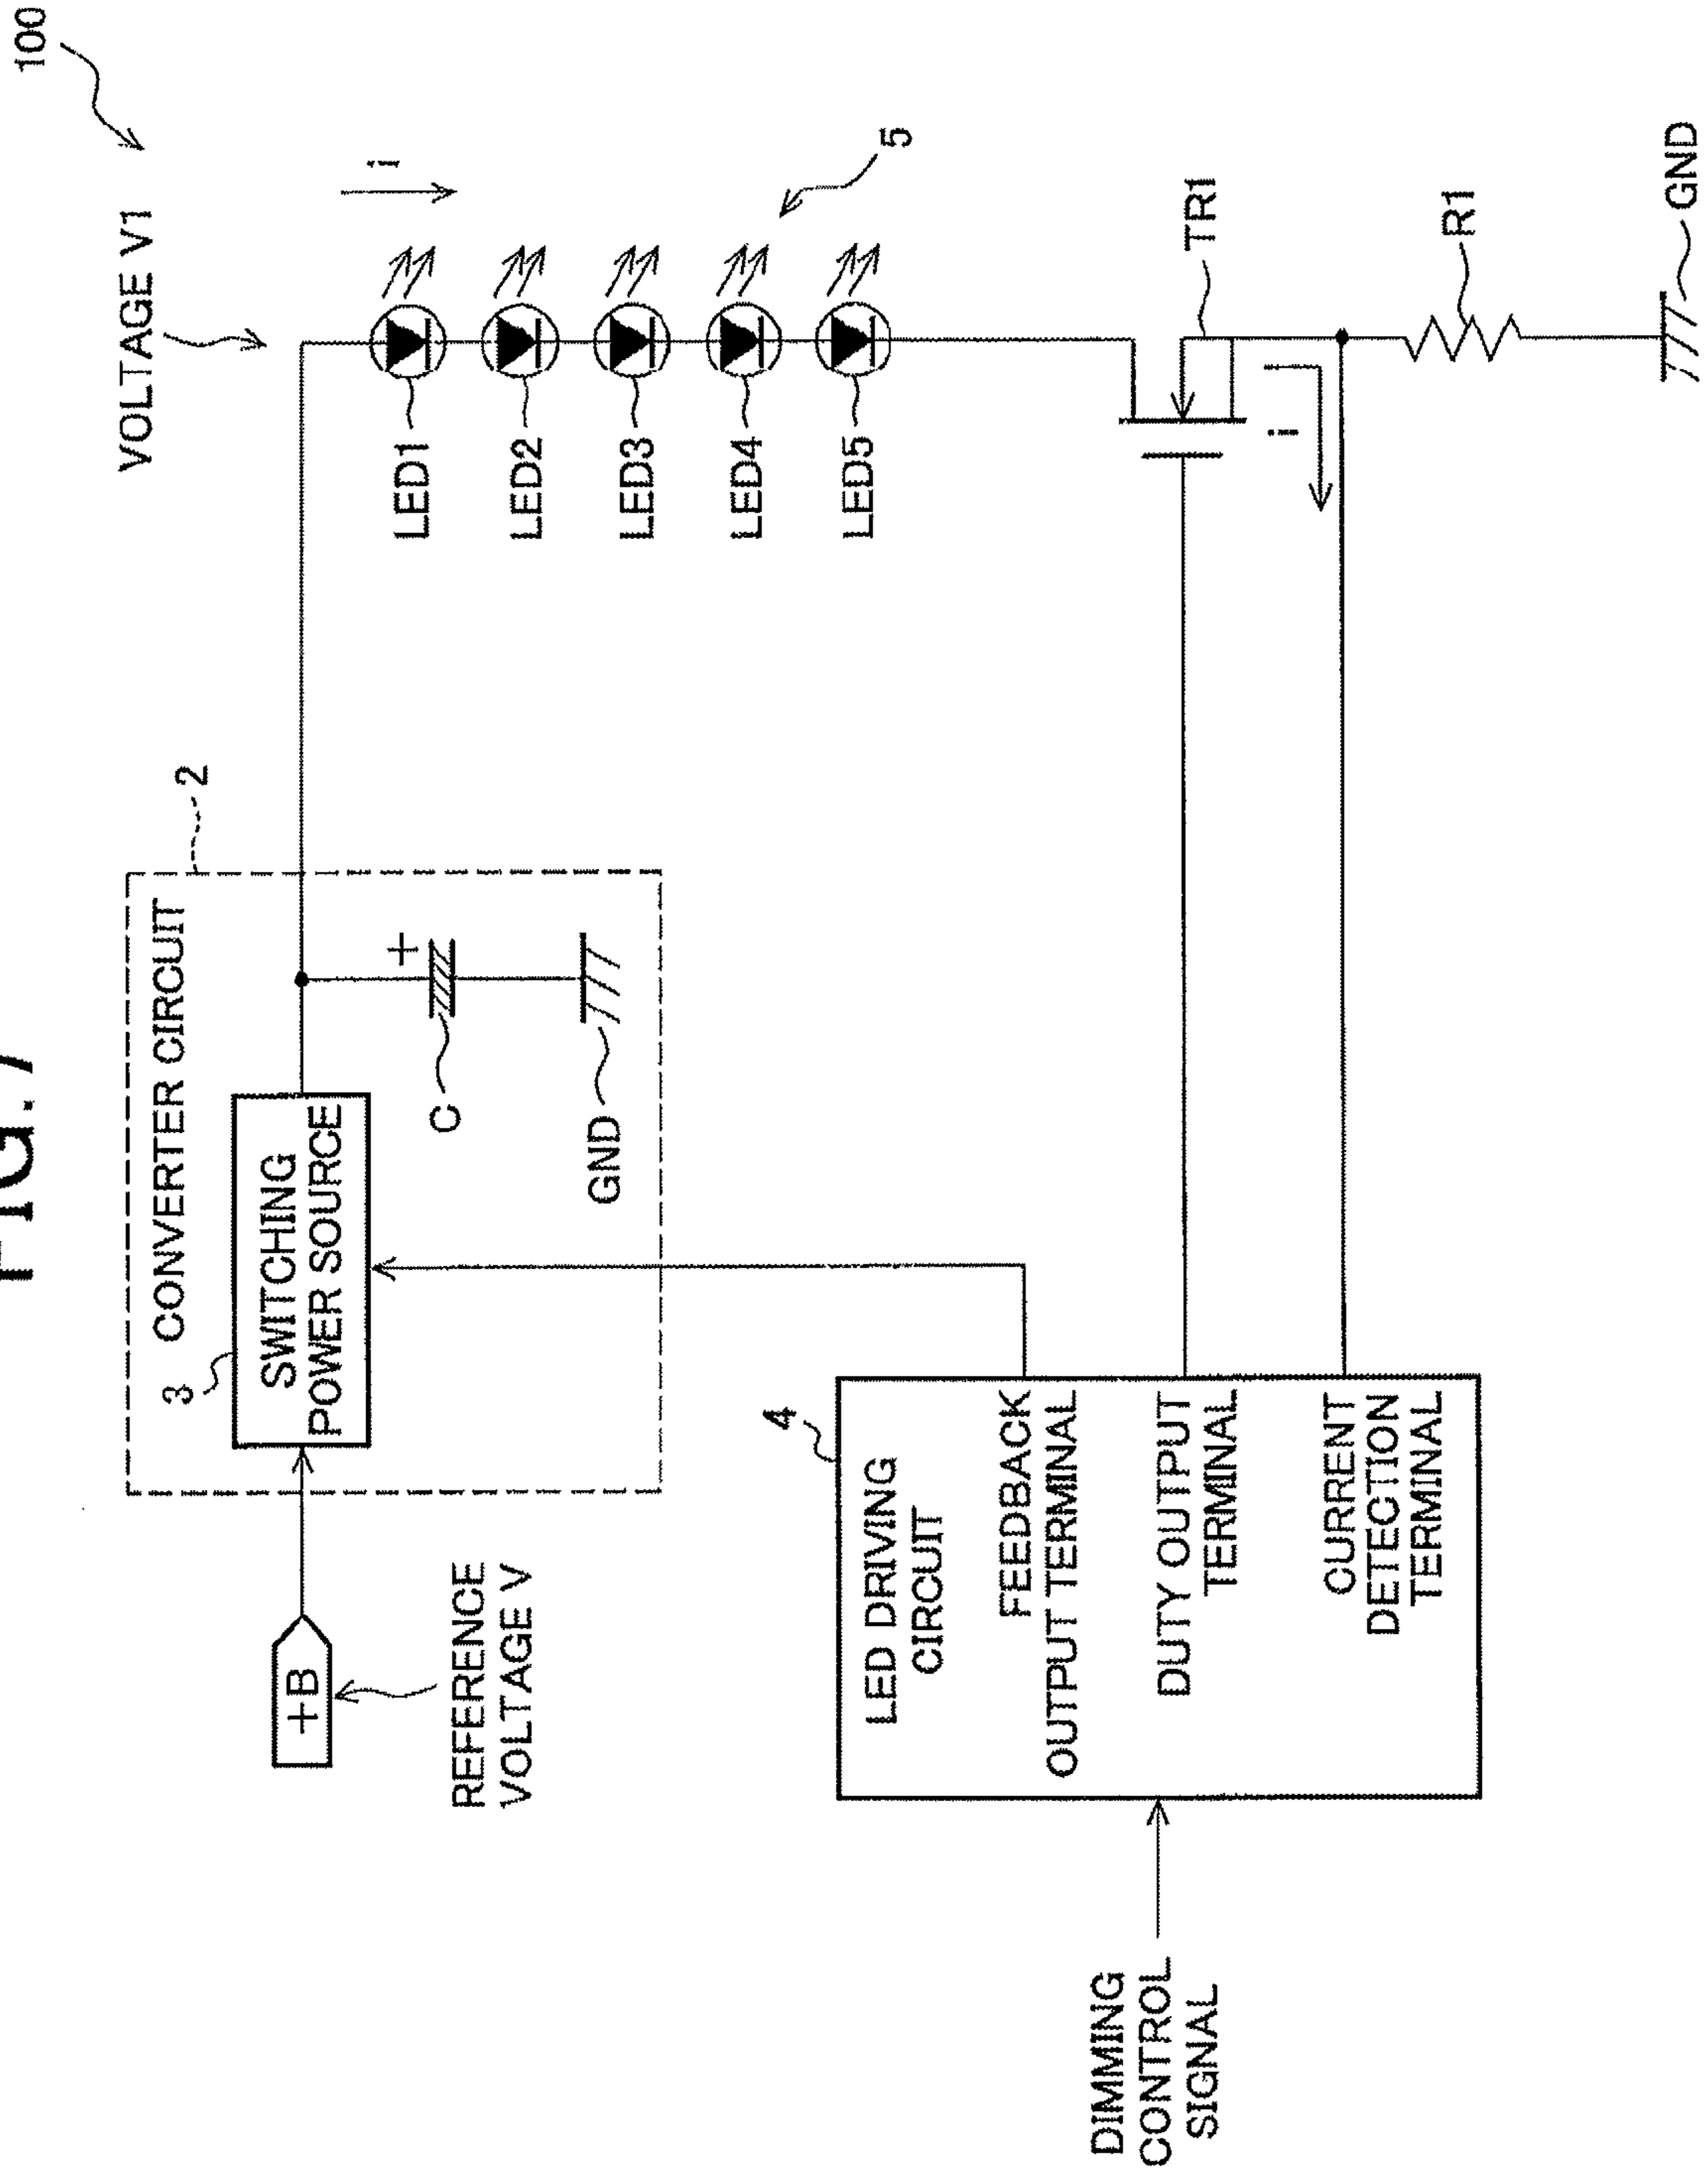 FIG. 7
100
VOLTAGE V1
i
CONVERTER CIRCUIT
2
3
SWITCHING
POWER SOURCE
+
C
GND
+B
REFERENCE
VOLTAGE V
LED1
LED2
LED3
LED4
LED5
5
4
LED DRIVING
CIRCUIT
FEEDBACK
OUTPUT TERMINAL
DUTY OUTPUT
TERMINAL
CURRENT
DETECTION
TERMINAL
DIMMING
CONTROL
SIGNAL
TR1
i
R1
GND